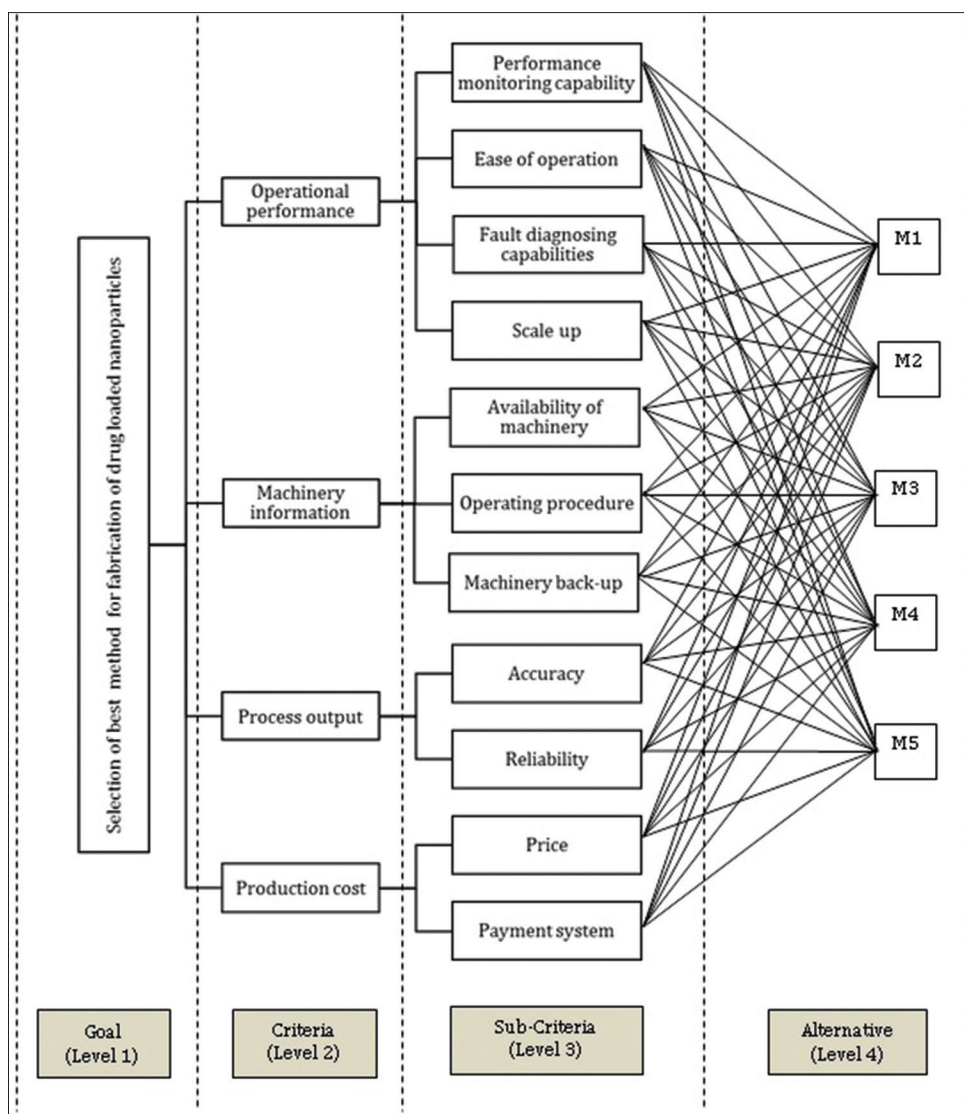 Selection of best method for fabrication of drug loaded nanoparticles
Operational
performance
Machinery
information
Process output
Production cost
Performance
monitoring capability
Ease of operation
Fault diagnosing
capabilities
Scale up
Availability of
machinery
Operating procedure
Machinery back-up
Accuracy
Reliability
Price
Payment system
M1
M2
M3
M4
M5
Goal
(Level 1)
Criteria
(Level 2)
Sub-Criteria
(Level 3)
Alternative
(Level 4)